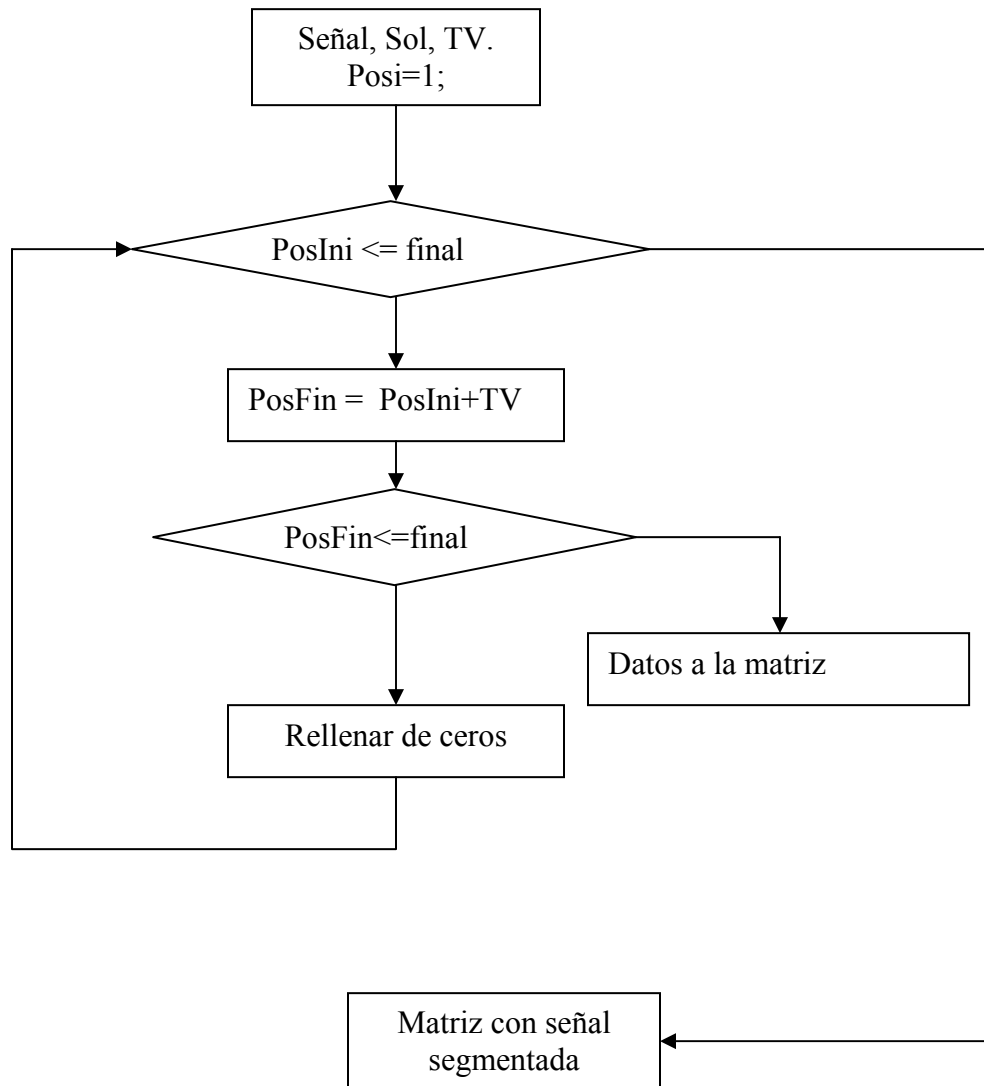 Señal, Sol, TV.
Posi=1;
PosIni <= final
PosFin = PosIni+TV
PosFin<=final
Datos a la matriz
Rellenar de ceros
Matriz con señal
segmentada